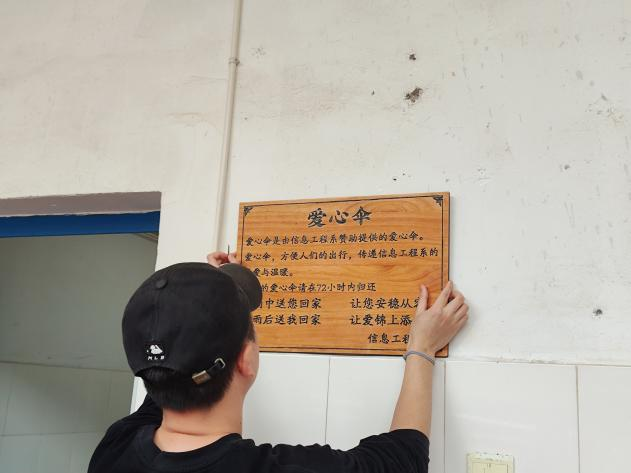 爱心伞
爱心伞是由信息工程系赞助提供的爱心伞。
爱心伞，方便人们的出行，传递信息工程系的
爱与温暖。
的爱心伞请在72小时内归还
中送您回家 让您安稳从
雨后送我回家 让爱锦上添
信息工程
MLB